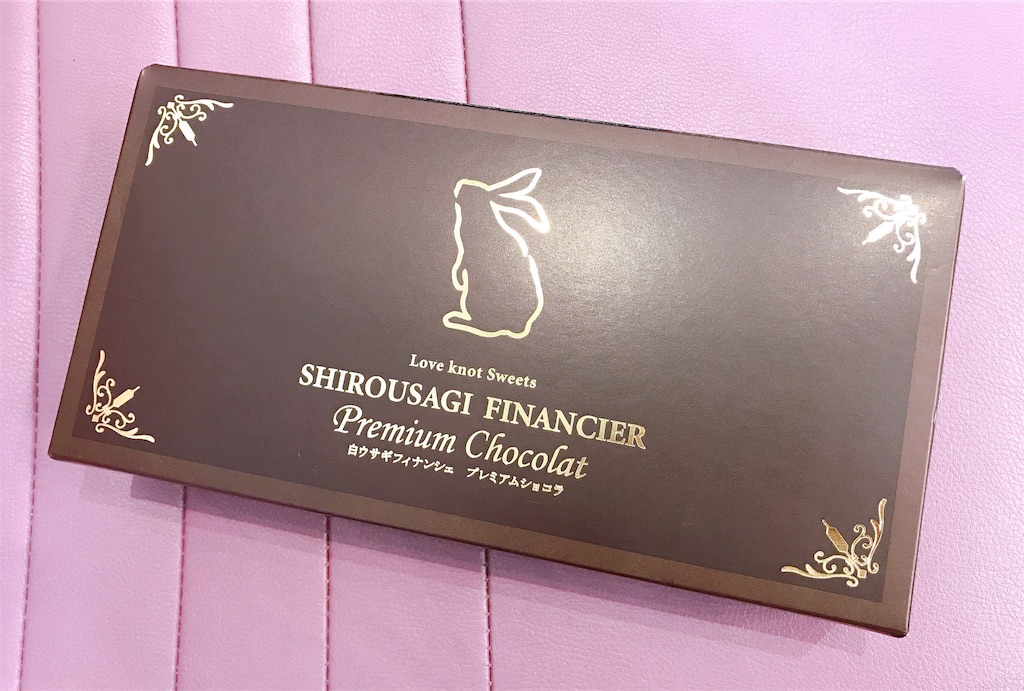 Love knot Sweets
SHIROUSAGI FINANCIER
Premium Chocolat
白ウサギフィナンシェ プレミアムショコラ